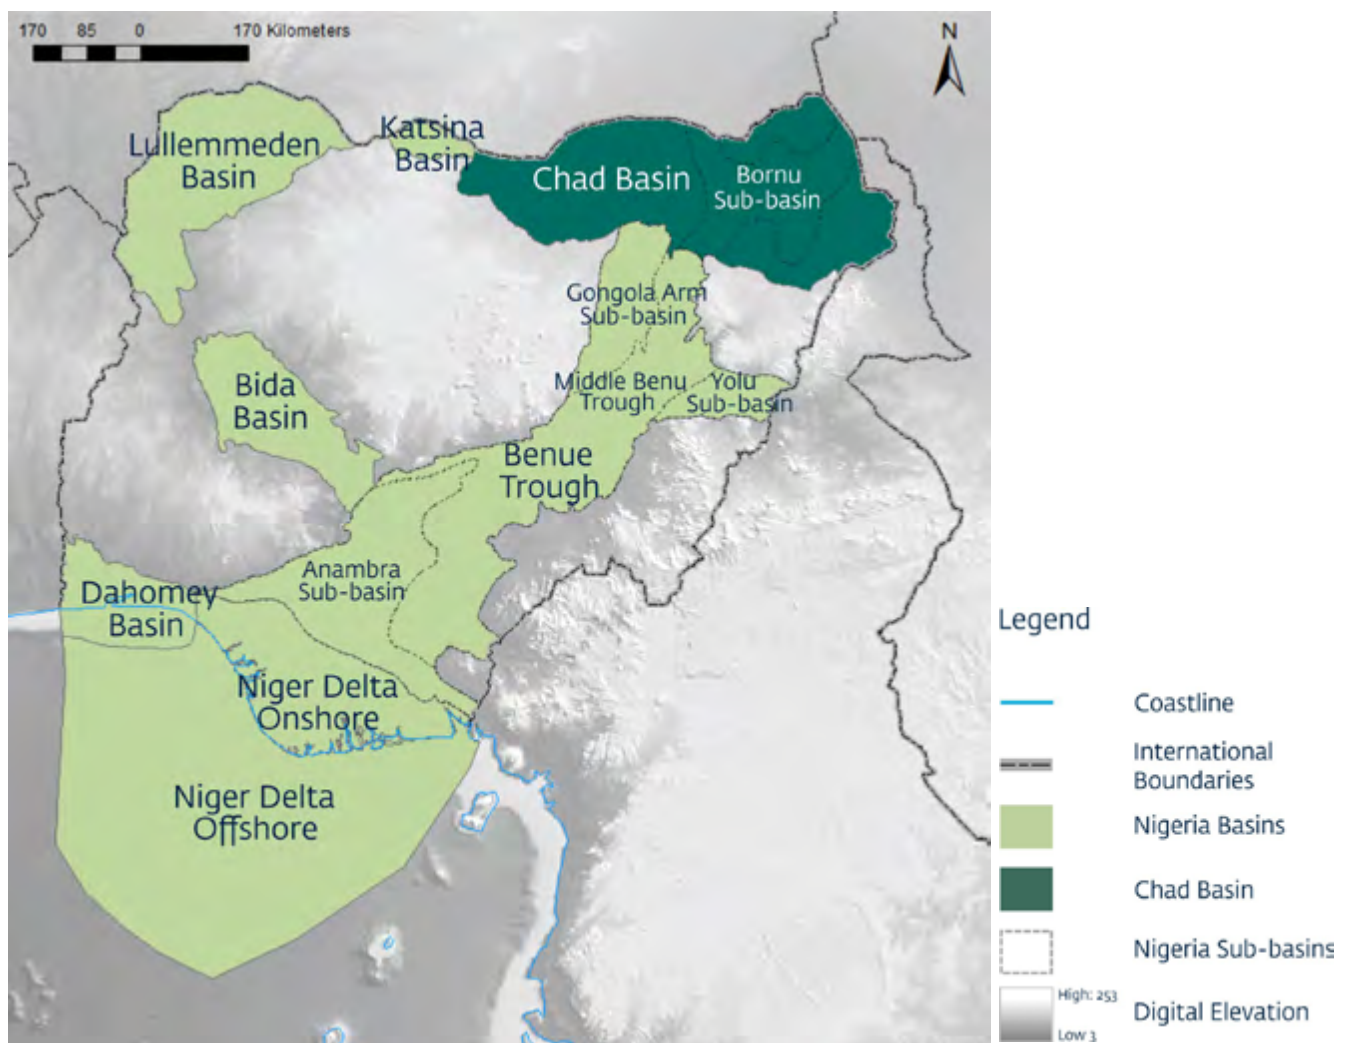 170 85 0 170 Kilometers
N
Lullemmeden
Basin
Katsina
Basin
Chad Basin
Bornu
Sub-basin
Gongola Arm
Sub-basin
Middle Benu
Trough
Yolu
Sub-basin
Bida
Basin
Benue
Trough
Anambra
Sub-basin
Dahomey
Basin
Niger Delta
Onshore
Niger Delta
Offshore
Legend
Coastline
International
Boundaries
Nigeria Basins
Chad Basin
Nigeria Sub-basins
High: 253
Digital Elevation
Low 3